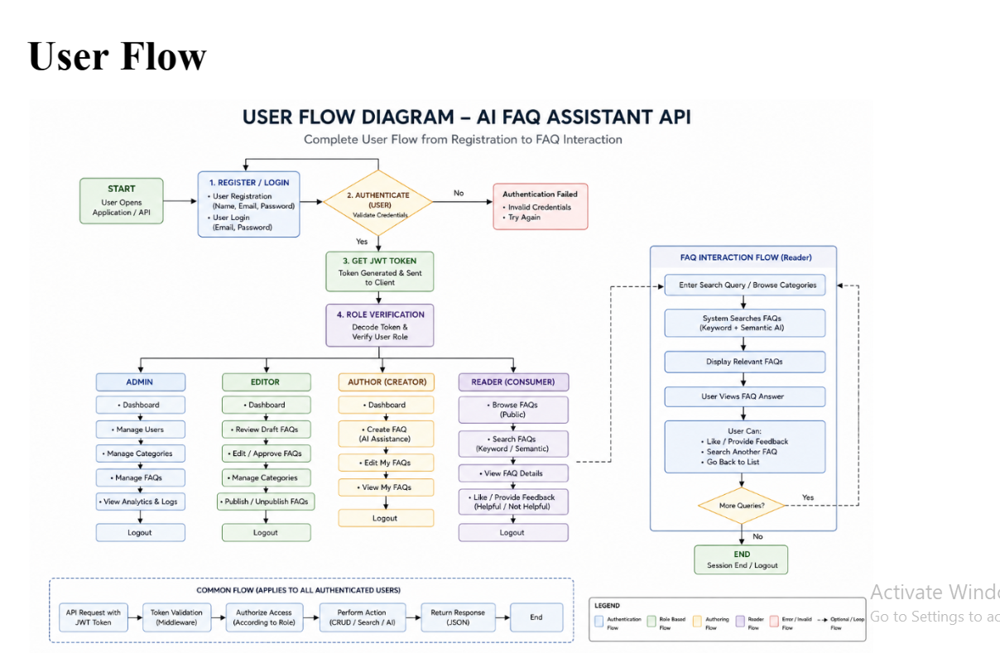 User Flow
USER FLOW DIAGRAM – AI FAQ ASSISTANT API
Complete User Flow from Registration to FAQ Interaction
START
User Opens
Application / API
1. REGISTER / LOGIN
• User Registration
(Name, Email, Password)
• User Login
(Email, Password)
2. AUTHENTICATE
(USER)
Validate Credentials
No
Authentication Failed
• Invalid Credentials
• Try Again
Yes
3. GET JWT TOKEN
Token Generated & Sent
to Client
4. ROLE VERIFICATION
Decode Token &
Verify User Role
ADMIN
• Dashboard
• Manage Users
• Manage Categories
• Manage FAQs
• View Analytics & Logs
Logout
EDITOR
• Dashboard
• Review Draft FAQs
• Edit / Approve FAQs
• Manage Categories
• Publish / Unpublish FAQs
Logout
AUTHOR (CREATOR)
• Dashboard
• Create FAQ
(AI Assistance)
• Edit My FAQs
• View My FAQs
Logout
READER (CONSUMER)
• Browse FAQs
(Public)
• Search FAQs
(Keyword / Semantic)
• View FAQ Details
• Like / Provide Feedback
(Helpful / Not Helpful)
Logout
FAQ INTERACTION FLOW (Reader)
Enter Search Query / Browse Categories
System Searches FAQs
(Keyword + Semantic AI)
Display Relevant FAQs
User Views FAQ Answer
User Can:
• Like / Provide Feedback
• Search Another FAQ
• Go Back to List
More Queries?
Yes
No
END
Session End / Logout
COMMON FLOW (APPLIES TO ALL AUTHENTICATED USERS)
API Request with
JWT Token
Token Validation
(Middleware)
Authorize Access
(According to Role)
Perform Action
(CRUD / Search / AI)
Return Response
(JSON)
End
LEGEND
Authentication
Flow
Role Based
Flow
Authoring
Flow
Reader
Flow
Error / Invalid
Flow
Optional / Loop
Flow
Activate Windo
Go to Settings to ac